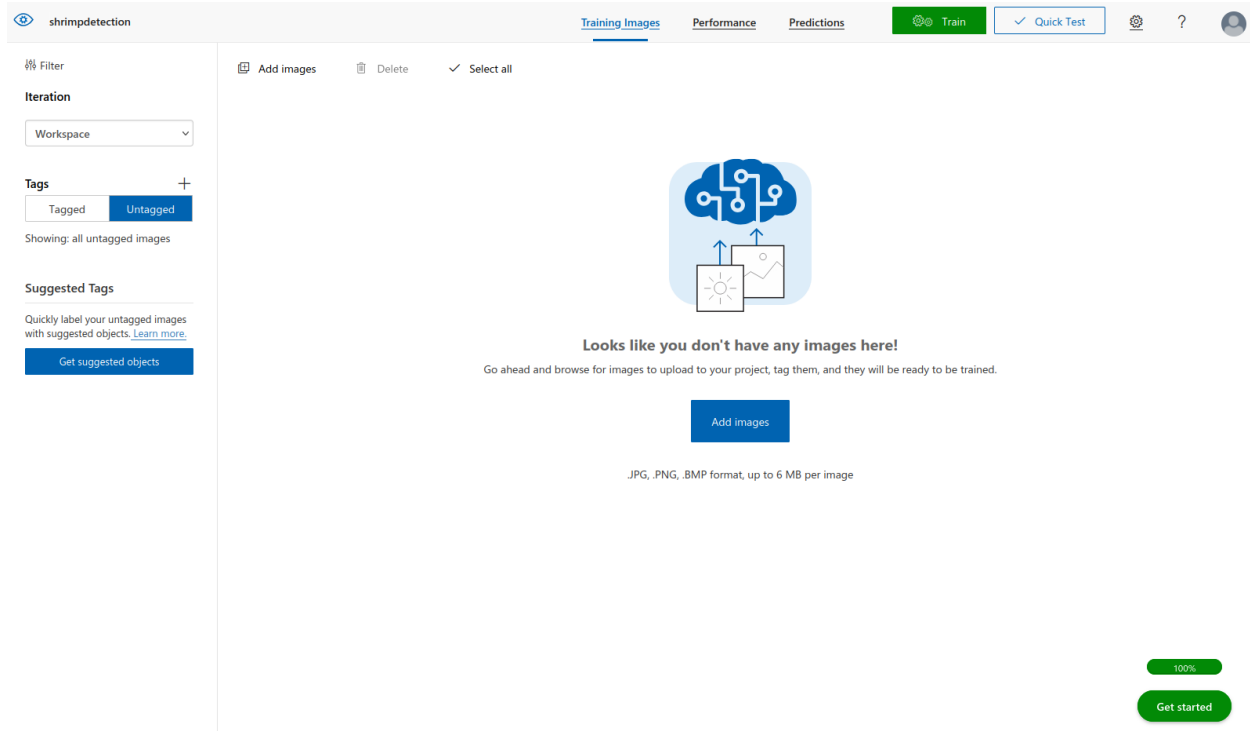 shrimpdetection
Training Images
Performance
Predictions
Train
Quick Test
?
Filter
Iteration
Workspace
Tags
Tagged
Untagged
Showing: all untagged images
Suggested Tags
Quickly label your untagged images
with suggested objects. Learn more.
Get suggested objects
Add images
Delete
Select all
Looks like you don't have any images here!
Go ahead and browse for images to upload to your project, tag them, and they will be ready to be trained.
Add images
.JPG, .PNG, .BMP format, up to 6 MB per image
100%
Get started